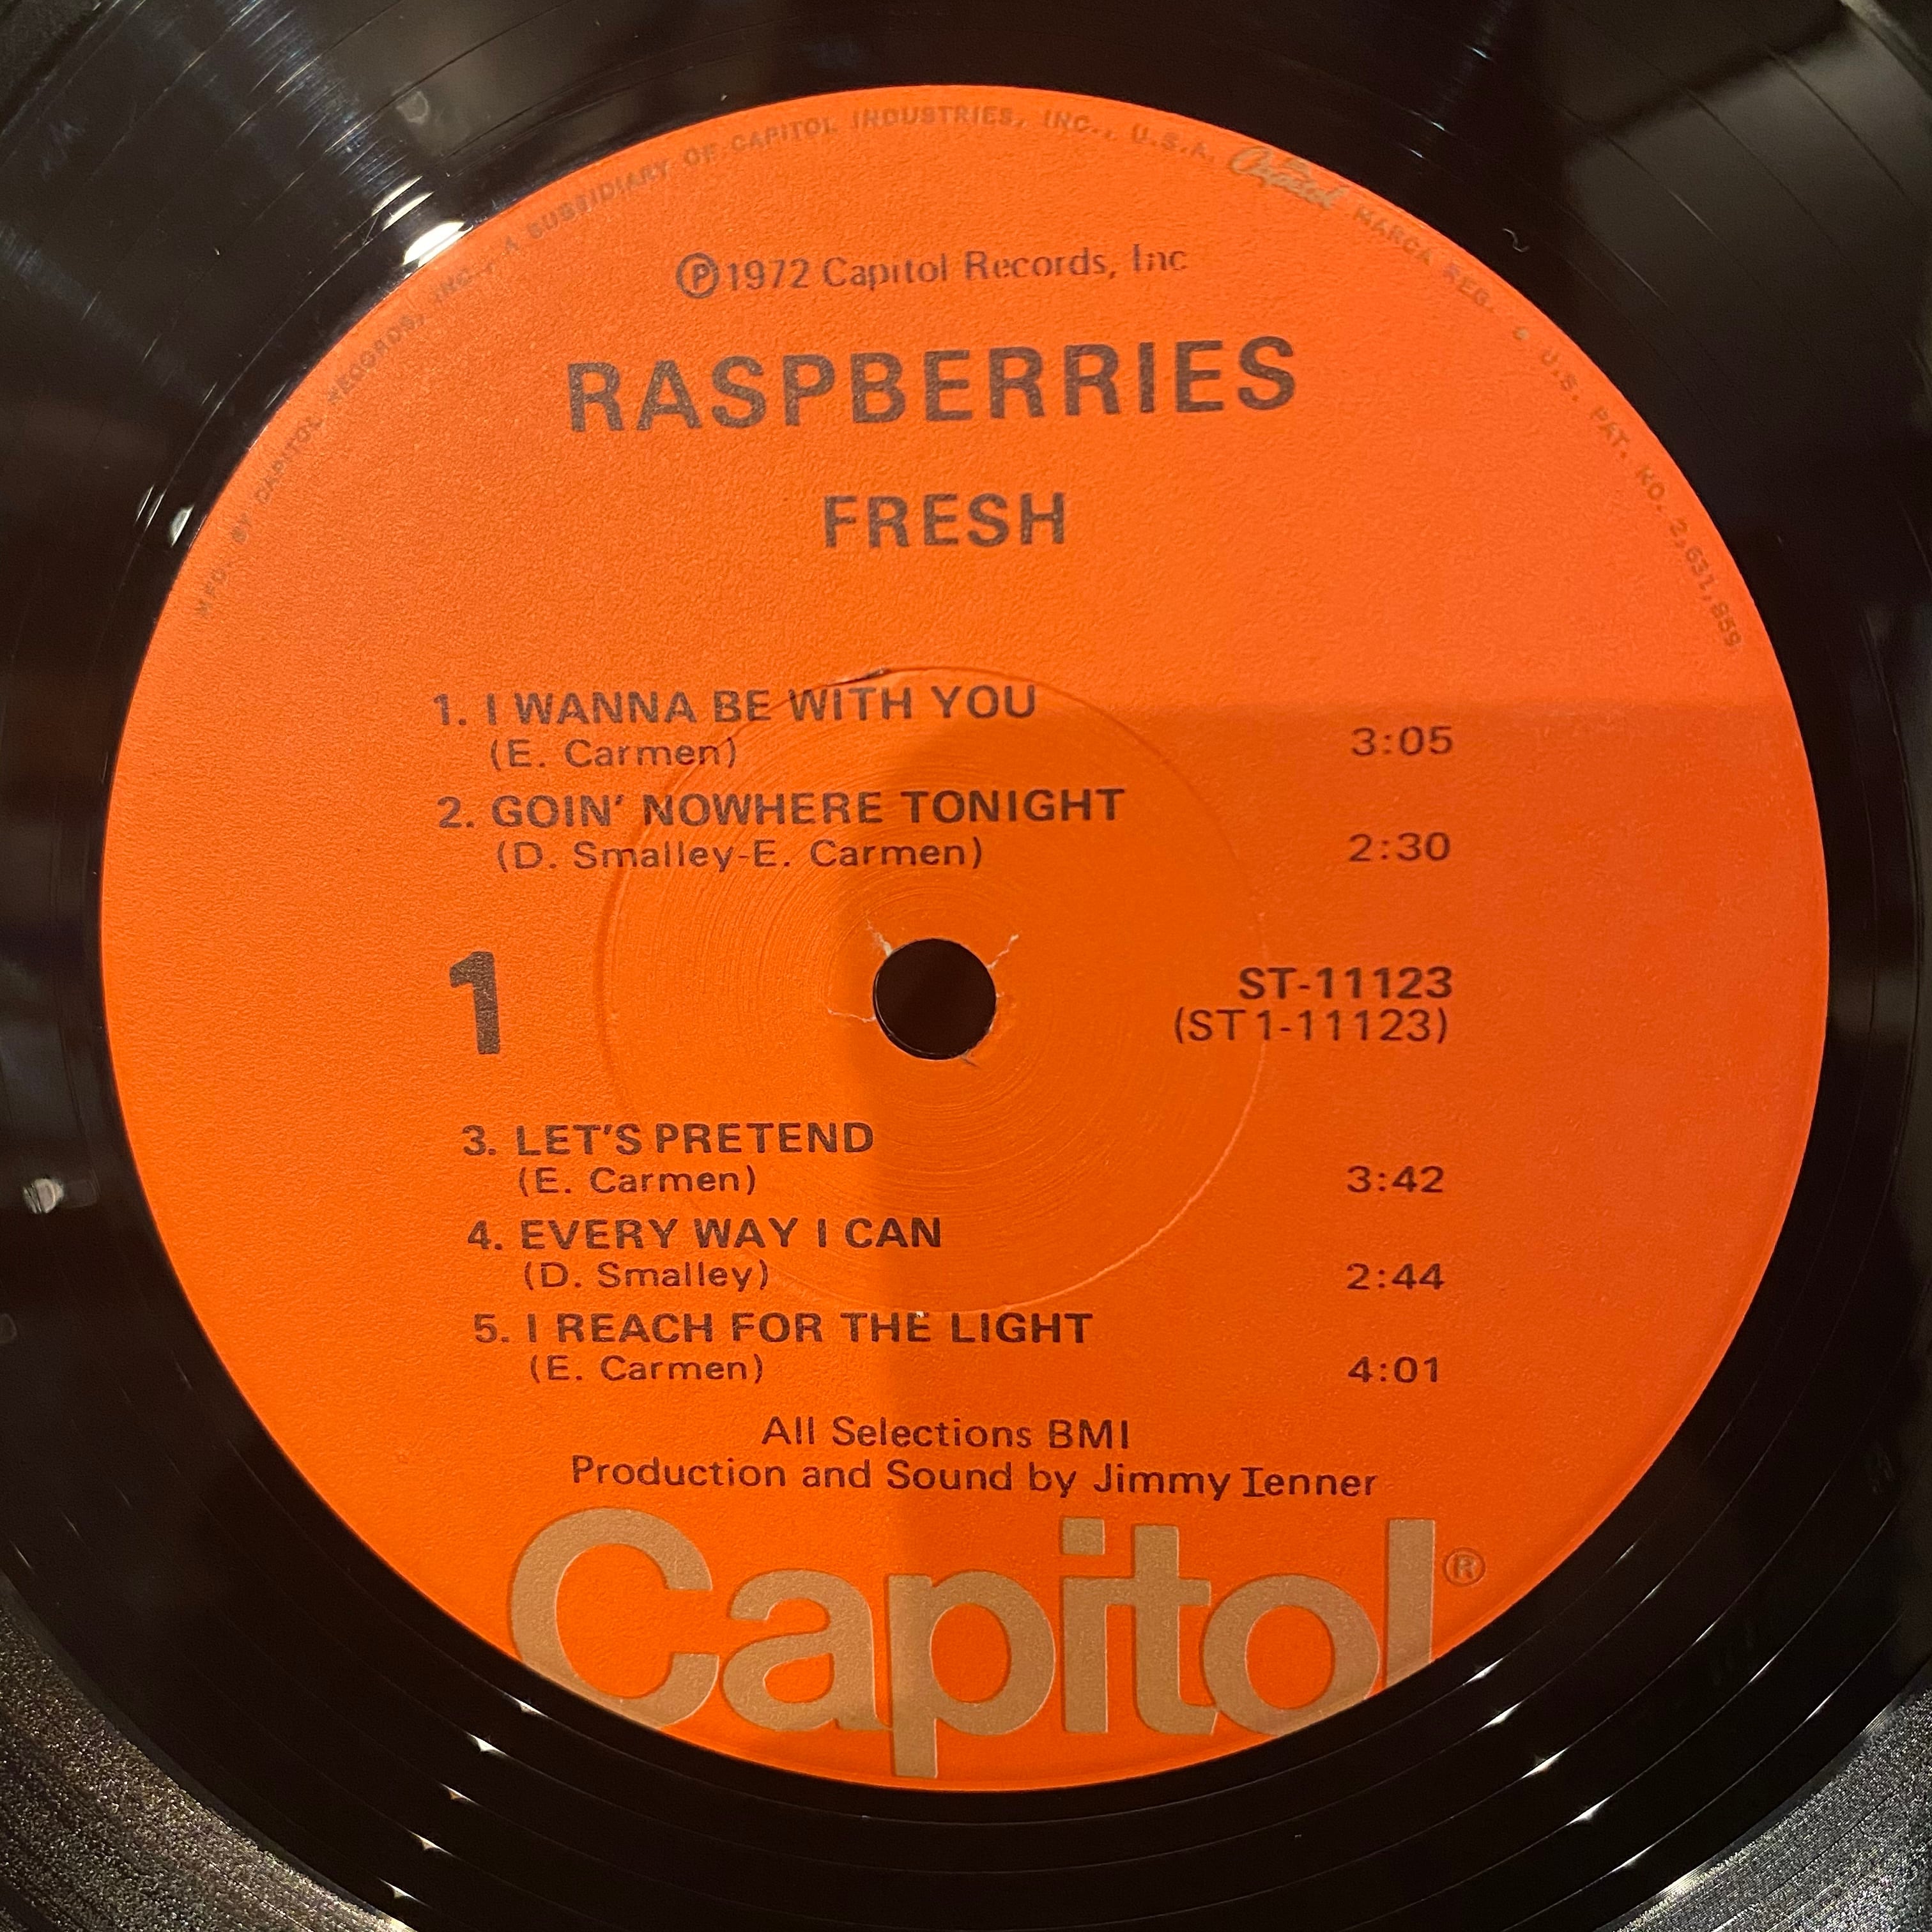 MFD. BY CAPITOL RECORDS, INC., A SUBSIDIARY OF CAPITOL INDUSTRIES, INC., U.S.A. Capitol MARCA REG. • U.S. PAT. NO. 2,631,859
Ⓟ1972 Capitol Records, Inc
RASPBERRIES
FRESH
1. I WANNA BE WITH YOU
(E. Carmen) 3:05
2. GOIN' NOWHERE TONIGHT
(D. Smalley-E. Carmen) 2:30
1
ST-11123
(ST1-11123)
3. LET'S PRETEND
(E. Carmen) 3:42
4. EVERY WAY I CAN
(D. Smalley) 2:44
5. I REACH FOR THE LIGHT
(E. Carmen) 4:01
All Selections BMI
Production and Sound by Jimmy Ienner
Capitol®